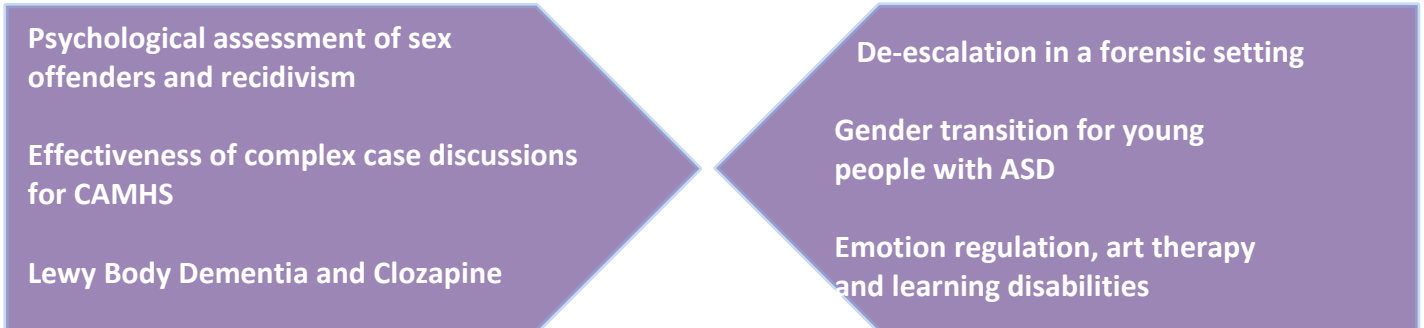 Psychological assessment of sex
offenders and recidivism
Effectiveness of complex case discussions
for CAMHS
Lewy Body Dementia and Clozapine
De-escalation in a forensic setting
Gender transition for young
people with ASD
Emotion regulation, art therapy
and learning disabilities